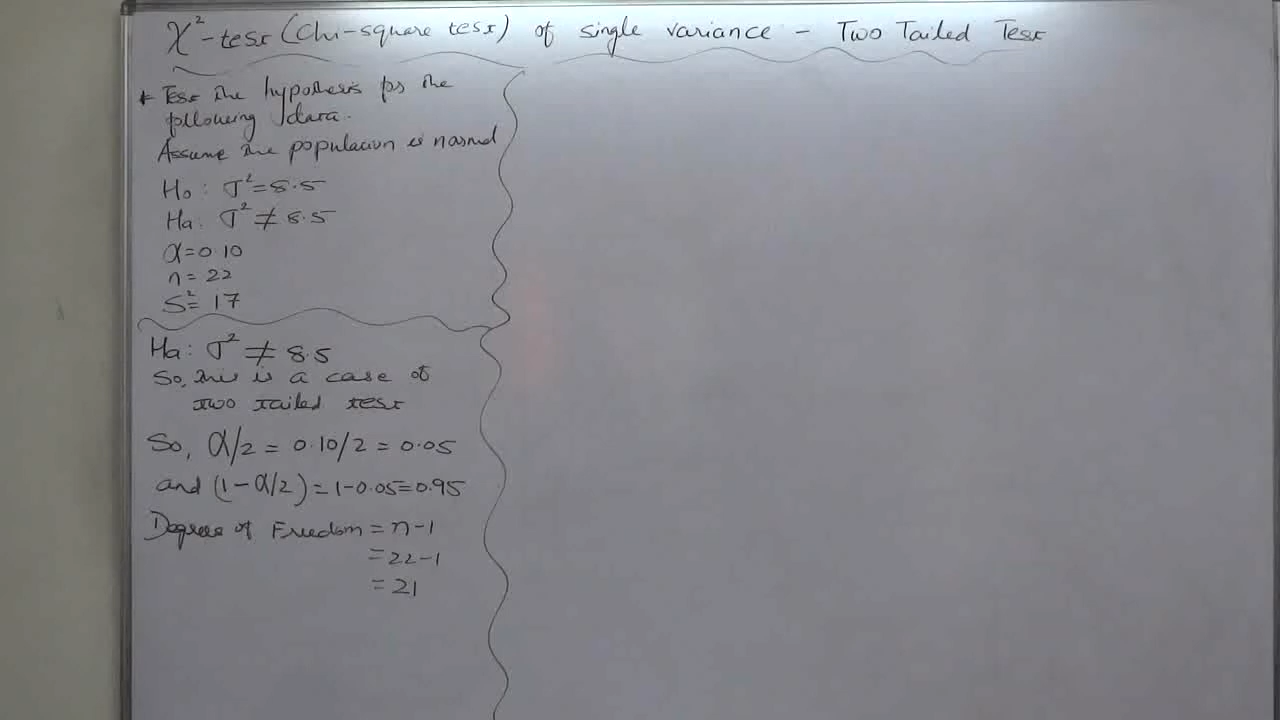 χ²-test (Chi-square test) of single variance - Two Tailed Test
* Test the hypothesis for the
following data.
Assume the population is normal
H₀: σ²=8.5
Ha: σ² ≠ 8.5
α=0.10
n=22
S²= 17
Ha: σ² ≠ 8.5
So, this is a case of
two tailed test
So, α/2 = 0.10/2 = 0.05
and (1-α/2) = 1-0.05=0.95
Degrees of Freedom = n-1
=22-1
=21